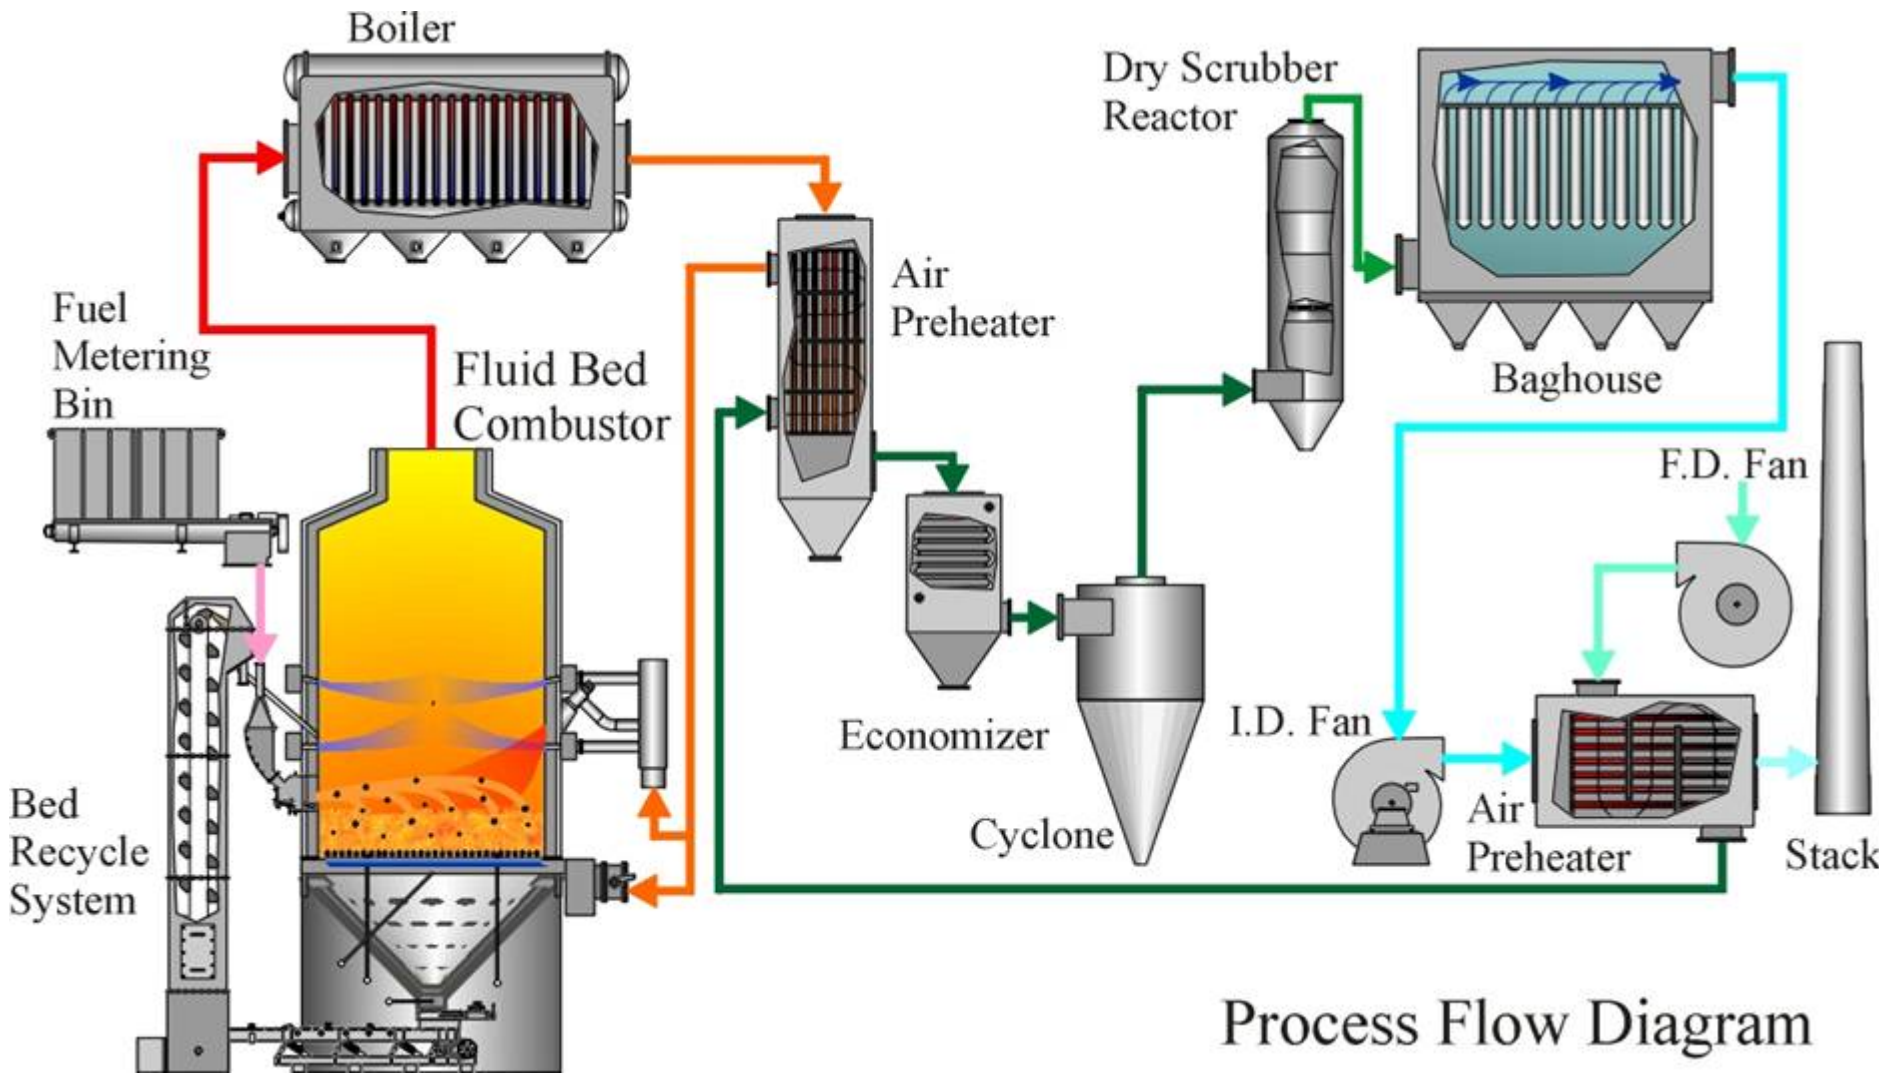 Boiler
Dry Scrubber
Reactor
Air
Preheater
Fuel
Metering
Bin
Fluid Bed
Combustor
Baghouse
F.D. Fan
Economizer
I.D. Fan
Bed
Recycle
System
Cyclone
Air
Preheater
Stack
Process Flow Diagram